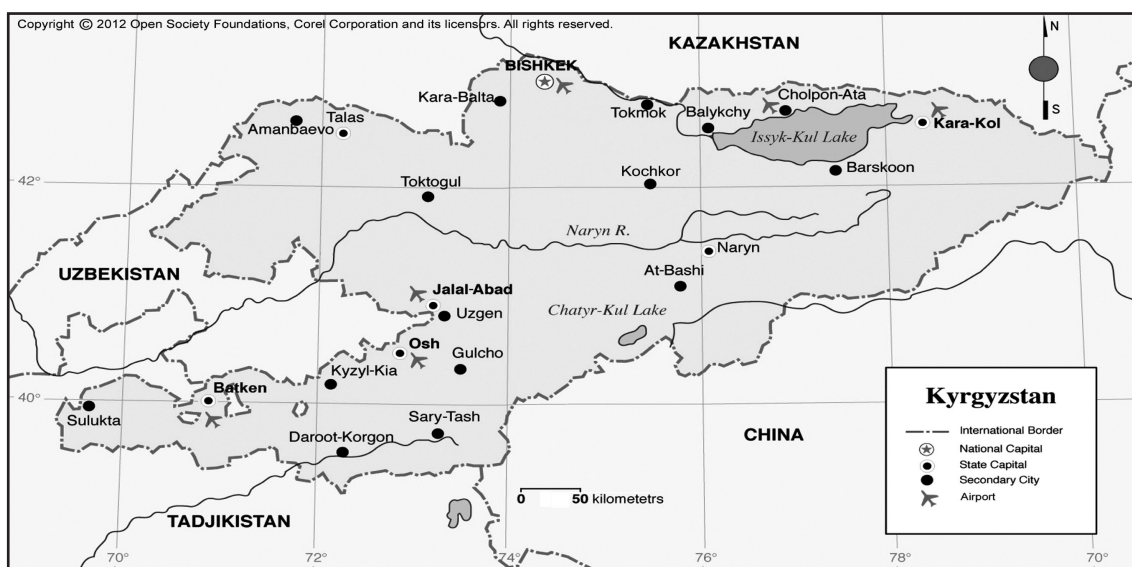 Copyright © 2012 Open Society Foundations, Corel Corporation and its licensors. All rights reserved.
KAZAKHSTAN
N
S
BISHKEK
Kara-Balta
Tokmok
Cholpon-Ata
Balykchy
Talas
Amanbaevo
Issyk-Kul Lake
Kara-Kol
Barskoon
Kochkor
42°
Toktogul
Naryn R.
Naryn
UZBEKISTAN
At-Bashi
Jalal-Abad
Chatyr-Kul Lake
Uzgen
Osh
Gulcho
Kyzyl-Kia
Batken
40°
Sulukta
Sary-Tash
Daroot-Korgon
CHINA
TADJIKISTAN
0 50 kilometetrs
Kyrgyzstan
International Border
National Capital
State Capital
Secondary City
Airport
70° 72° 74° 76° 78° 70°